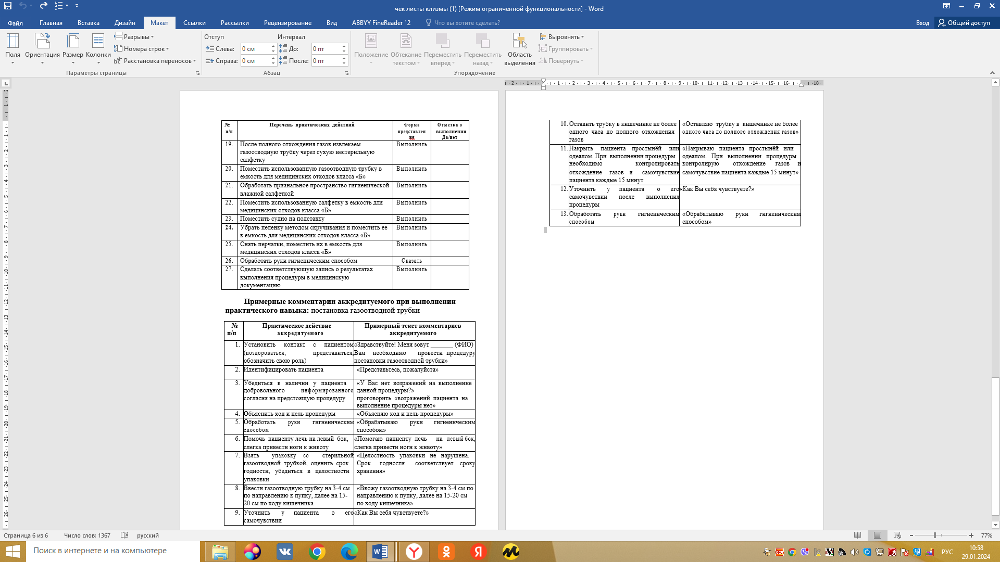 чек листы клизмы (1) [Режим ограниченной функциональности] - Word
Файл Главная Вставка Дизайн Макет Ссылки Рассылки Рецензирование Вид ABBYY FineReader 12 Что вы хотите сделать? Вход Общий доступ
Поля Ориентация Размер Колонки
Разрывы
Номера строк
Расстановка переносов
Параметры страницы
Отступ Интервал
Слева: 0 см До: 0 пт
Справа: 0 см После: 0 пт
Абзац
Положение Обтекание текстом Переместить вперед Переместить назад Область выделения
Выровнять
Группировать
Повернуть
Упорядочение
№ п/п Перечень практических действий Форма представлен ия Отметка о выполнении Да/нет
19. После полного отхождения газов извлекаем Выполнить
газоотводную трубку через сухую нестерильную
салфетку
20. Поместить использованную газоотводную трубку в Выполнить
емкость для медицинских отходов класса «Б»
21. Обработать прианальное пространство гигиенической Выполнить
влажной салфеткой
22. Поместить использованную салфетку в емкость для Выполнить
медицинских отходов класса «Б»
23. Поместить судно на подставку Выполнить
24. Убрать пеленку методом скручивания и поместить ее Выполнить
в емкость для медицинских отходов класса «Б»
25. Снять перчатки, поместить их в емкость для Выполнить
медицинских отходов класса «Б»
26. Обработать руки гигиеническим способом Сказать
27. Сделать соответствующую запись о результатах Выполнить
выполнения процедуры в медицинскую
документацию
Примерные комментарии аккредитуемого при выполнении
практического навыка: постановка газоотводной трубки
№ Практическое действие Примерный текст комментариев
п/п аккредитуемого аккредитуемого
1. Установить контакт с пациентом «Здравствуйте! Меня зовут _______ (ФИО)
(поздороваться, представиться, Вам необходимо провести процедуру
обозначить свою роль) постановки газоотводной трубки»
2. Идентифицировать пациента «Представьтесь, пожалуйста»
3. Убедиться в наличии у пациента «У Вас нет возражений на выполнение
добровольного информированного данной процедуры?»
согласия на предстоящую процедуру проговорить «возражений пациента на
выполнение процедуры нет»
4. Объяснить ход и цель процедуры «Объясняю ход и цель процедуры»
5. Обработать руки гигиеническим «Обрабатываю руки гигиеническим
способом способом»
6. Помочь пациенту лечь на левый бок, «Помогаю пациенту лечь на левый бок,
слегка привести ноги к животу слегка привести ноги к животу»
7. Взять упаковку со стерильной «Целостность упаковки не нарушена.
газоотводной трубкой, оценить срок Срок годности соответствует сроку
годности, убедиться в целостности хранения»
упаковки
8. Ввести газоотводную трубку на 3-4 см «Ввожу газоотводную трубку на 3-4 см по
по направлению к пупку, далее на 15- направлению к пупку, далее на 15-20 см
20 см по ходу кишечника по ходу кишечника»
9. Уточнить у пациента о его «Как Вы себя чувствуете?»
самочувствии
10. Оставить трубку в кишечнике не более «Оставляю трубку в кишечнике не более
одного часа до полного отхождения одного часа до полного отхождения газов»
газов
11. Накрыть пациента простынёй или «Накрываю пациента простынёй или
одеялом. При выполнении процедуры одеялом. При выполнении процедуры
необходимо контролировать контролирую отхождение газов и
отхождение газов и самочувствие самочувствие пациента каждые 15 минут»
пациента каждые 15 минут
12. Уточнить у пациента о его «Как Вы себя чувствуете?»
самочувствии после выполнения
процедуры
13. Обработать руки гигиеническим «Обрабатываю руки гигиеническим
способом способом»
Страница 6 из 6 Число слов: 1367 русский 77%
Поиск в интернете и на компьютере
РУС
10:58
29.01.2024